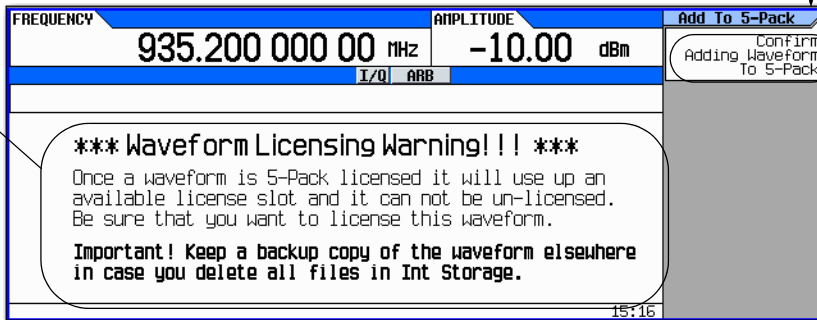 FREQUENCY
AMPLITUDE
Add To 5-Pack
935.200 000 00 MHz
-10.00 dBm
Confirm
Adding Waveform
To 5-Pack
I/Q ARB
*** Waveform Licensing Warning!!! ***
Once a waveform is 5-Pack licensed it will use up an
available license slot and it can not be un-licensed.
Be sure that you want to license this waveform.
Important! Keep a backup copy of the waveform elsewhere
in case you delete all files in Int Storage.
15:16